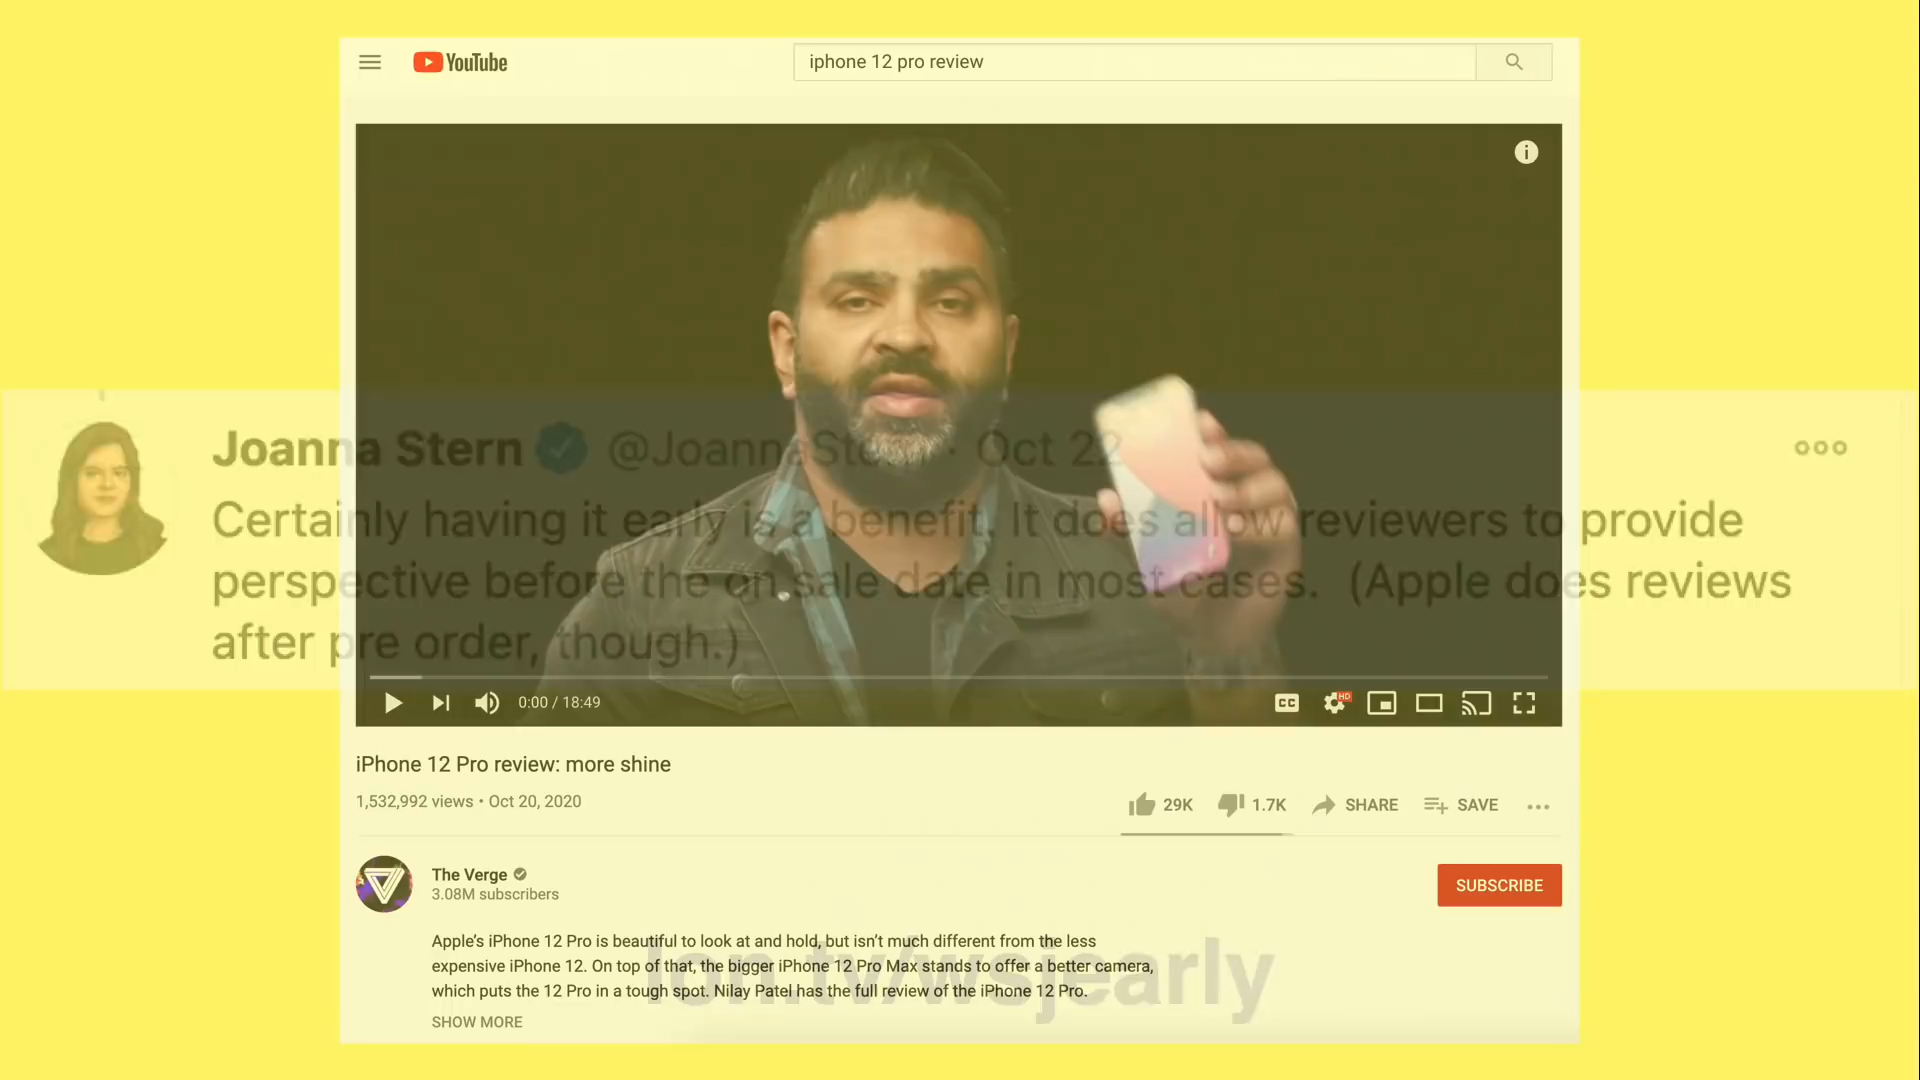 YouTube
iphone 12 pro review
Joanna Stern @JoannaStern · Oct 22
Certainly having it early is a benefit. It does allow reviewers to provide
perspective before the on sale date in most cases. (Apple does reviews
after pre order, though.)
0:00 / 18:49
CC
HD
iPhone 12 Pro review: more shine
1,532,992 views • Oct 20, 2020
29K
1.7K
SHARE
SAVE
The Verge
3.08M subscribers
SUBSCRIBE
Apple’s iPhone 12 Pro is beautiful to look at and hold, but isn’t much different from the less
expensive iPhone 12. On top of that, the bigger iPhone 12 Pro Max stands to offer a better camera,
which puts the 12 Pro in a tough spot. Nilay Patel has the full review of the iPhone 12 Pro.
SHOW MORE
lon.tv/wsjearly